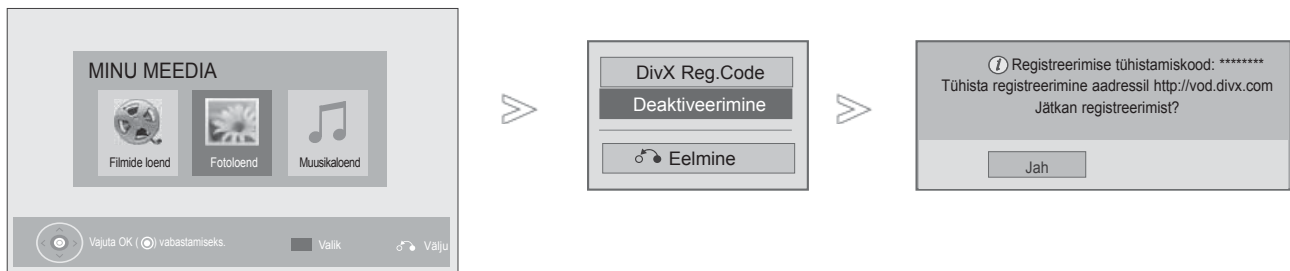 MINU MEEDIA
Filmide loend
Fotoloend
Muusikaloend
Vajuta OK ( ) vabastamiseks.
Valik
Välju
DivX Reg.Code
Deaktiveerimine
Eelmine
Registreerimise tühistamiskood: ********
Tühista registreerimine aadressil http://vod.divx.com
Jätkan registreerimist?
Jah